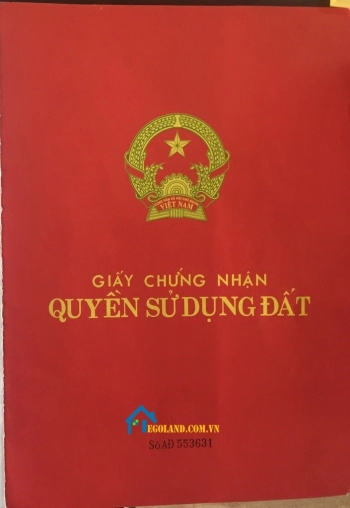 VIỆT NAM
GIẤY CHỨNG NHẬN
QUYỀN SỬ DỤNG ĐẤT
EGOLAND.COM.VN
Số AĐ 553631